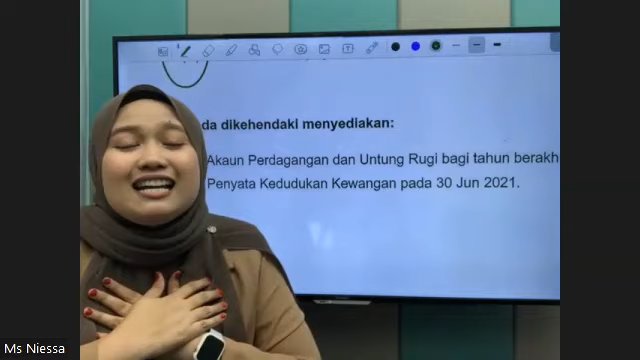 da dikehendaki menyediakan:
Akaun Perdagangan dan Untung Rugi bagi tahun berakh
Penyata Kedudukan Kewangan pada 30 Jun 2021.
Ms Niessa